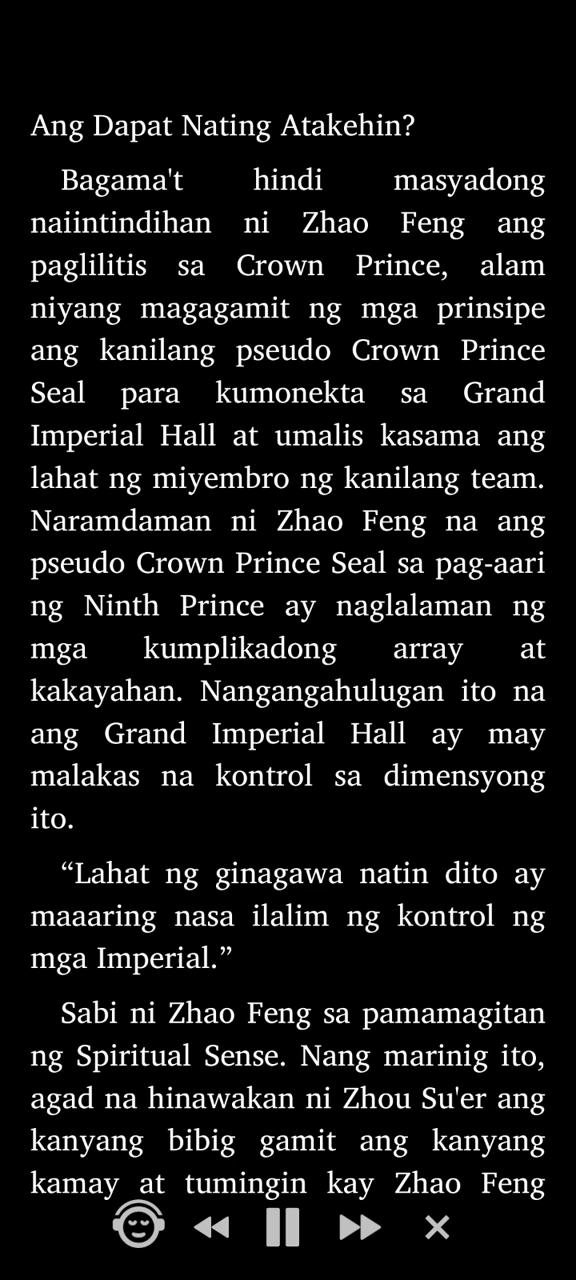 Ang Dapat Nating Atakehin?
Bagama't hindi masyadong
naiintindihan ni Zhao Feng ang
paglilitis sa Crown Prince, alam
niyang magagamit ng mga prinsipe
ang kanilang pseudo Crown Prince
Seal para kumonekta sa Grand
Imperial Hall at umalis kasama ang
lahat ng miyembro ng kanilang team.
Naramdaman ni Zhao Feng na ang
pseudo Crown Prince Seal sa pag-aari
ng Ninth Prince ay naglalaman ng
mga kumplikadong array at
kakayahan. Nangangahulugan ito na
ang Grand Imperial Hall ay may
malakas na kontrol sa dimensyong
ito.
“Lahat ng ginagawa natin dito ay
maaaring nasa ilalim ng kontrol ng
mga Imperial.”
Sabi ni Zhao Feng sa pamamagitan
ng Spiritual Sense. Nang marinig ito,
agad na hinawakan ni Zhou Su'er ang
kanyang bibig gamit ang kanyang
kamay at tumingin kay Zhao Feng